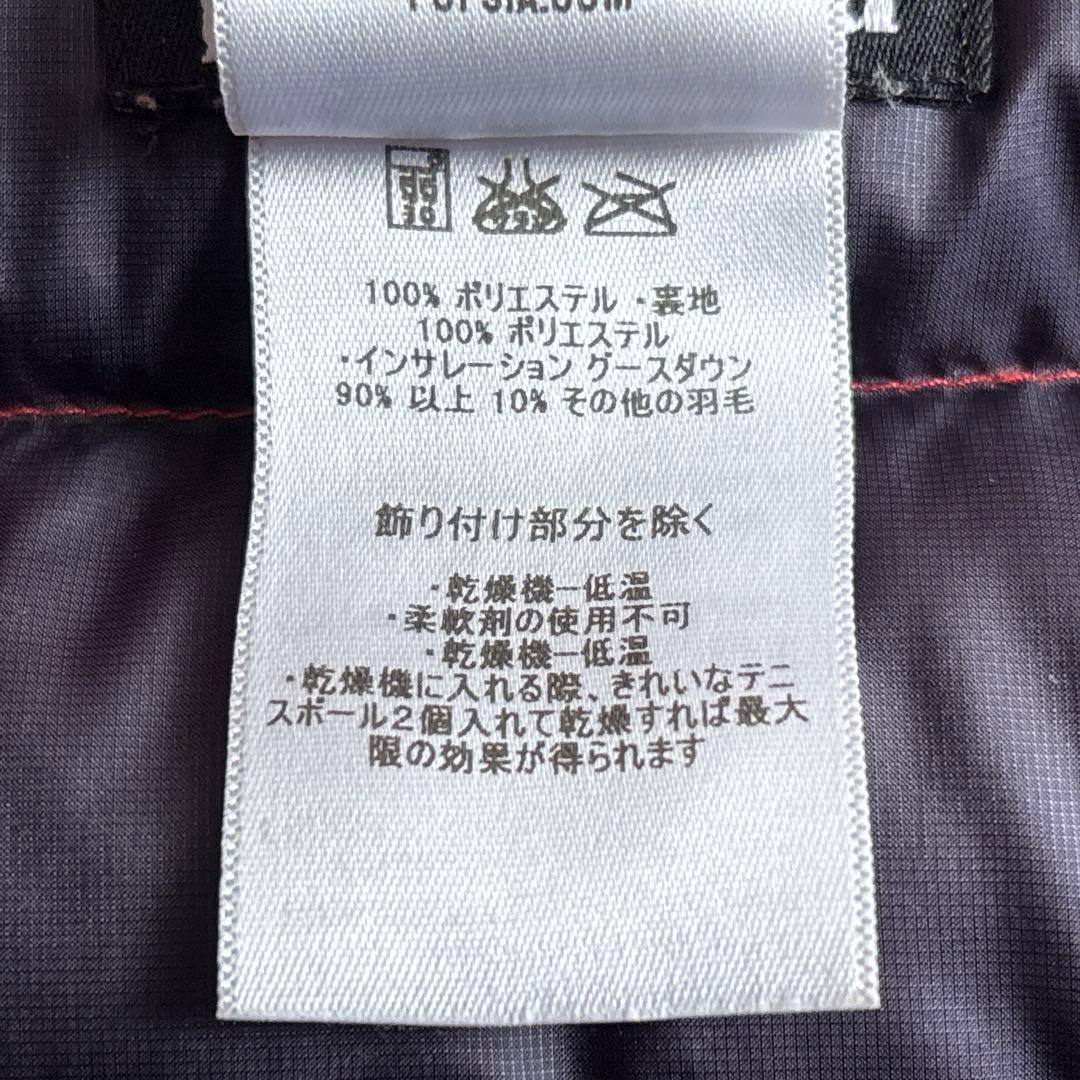 100% ポリエステル ・裏地
100% ポリエステル
・インサレーション グースダウン
90% 以上 10% その他の羽毛
飾り付け部分を除く
・乾燥機ー低温
・柔軟剤の使用不可
・乾燥機ー低温
・乾燥機に入れる際、きれいなテニ
スボール2個入れて乾燥すれば最大
限の効果が得られます